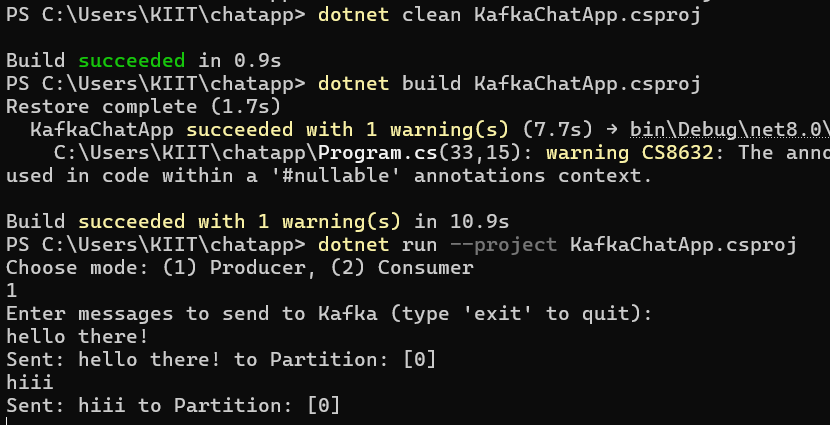 PS C:\Users\KIIT\chatapp> dotnet clean KafkaChatApp.csproj
Build succeeded in 0.9s
PS C:\Users\KIIT\chatapp> dotnet build KafkaChatApp.csproj
Restore complete (1.7s)
KafkaChatApp succeeded with 1 warning(s) (7.7s) → bin\Debug\net8.0\
C:\Users\KIIT\chatapp\Program.cs(33,15): warning CS8632: The anno
used in code within a '#nullable' annotations context.
Build succeeded with 1 warning(s) in 10.9s
PS C:\Users\KIIT\chatapp> dotnet run --project KafkaChatApp.csproj
Choose mode: (1) Producer, (2) Consumer
1
Enter messages to send to Kafka (type 'exit' to quit):
hello there!
Sent: hello there! to Partition: [0]
hiii
Sent: hiii to Partition: [0]